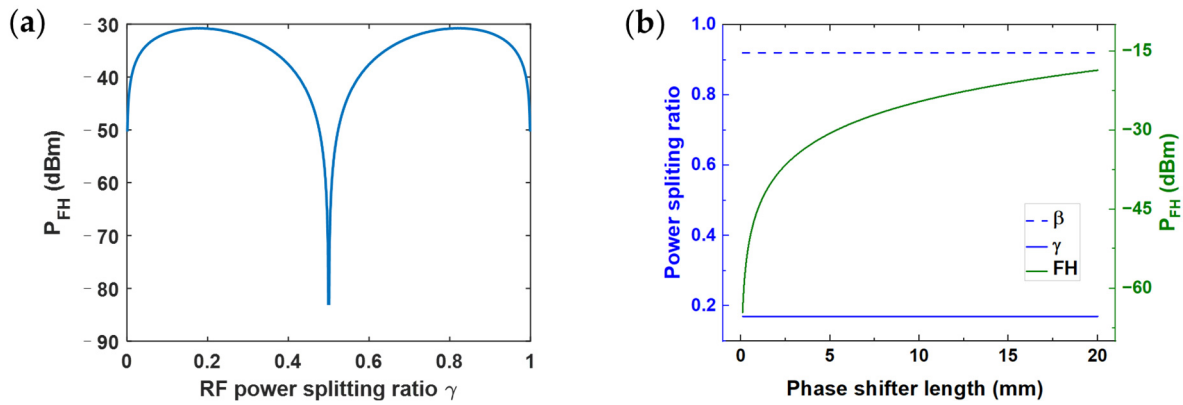 (a)
− 30
− 40
− 50
− 60
− 70
− 80
− 90
P_FH (dBm)
0
0.2
0.4
0.6
0.8
1
RF power splitting ratio γ
(b)
1.0
0.8
0.6
0.4
0.2
Power spliting ratio
β
γ
FH
−15
−30
−45
−60
P_FH (dBm)
0
5
10
15
20
Phase shifter length (mm)